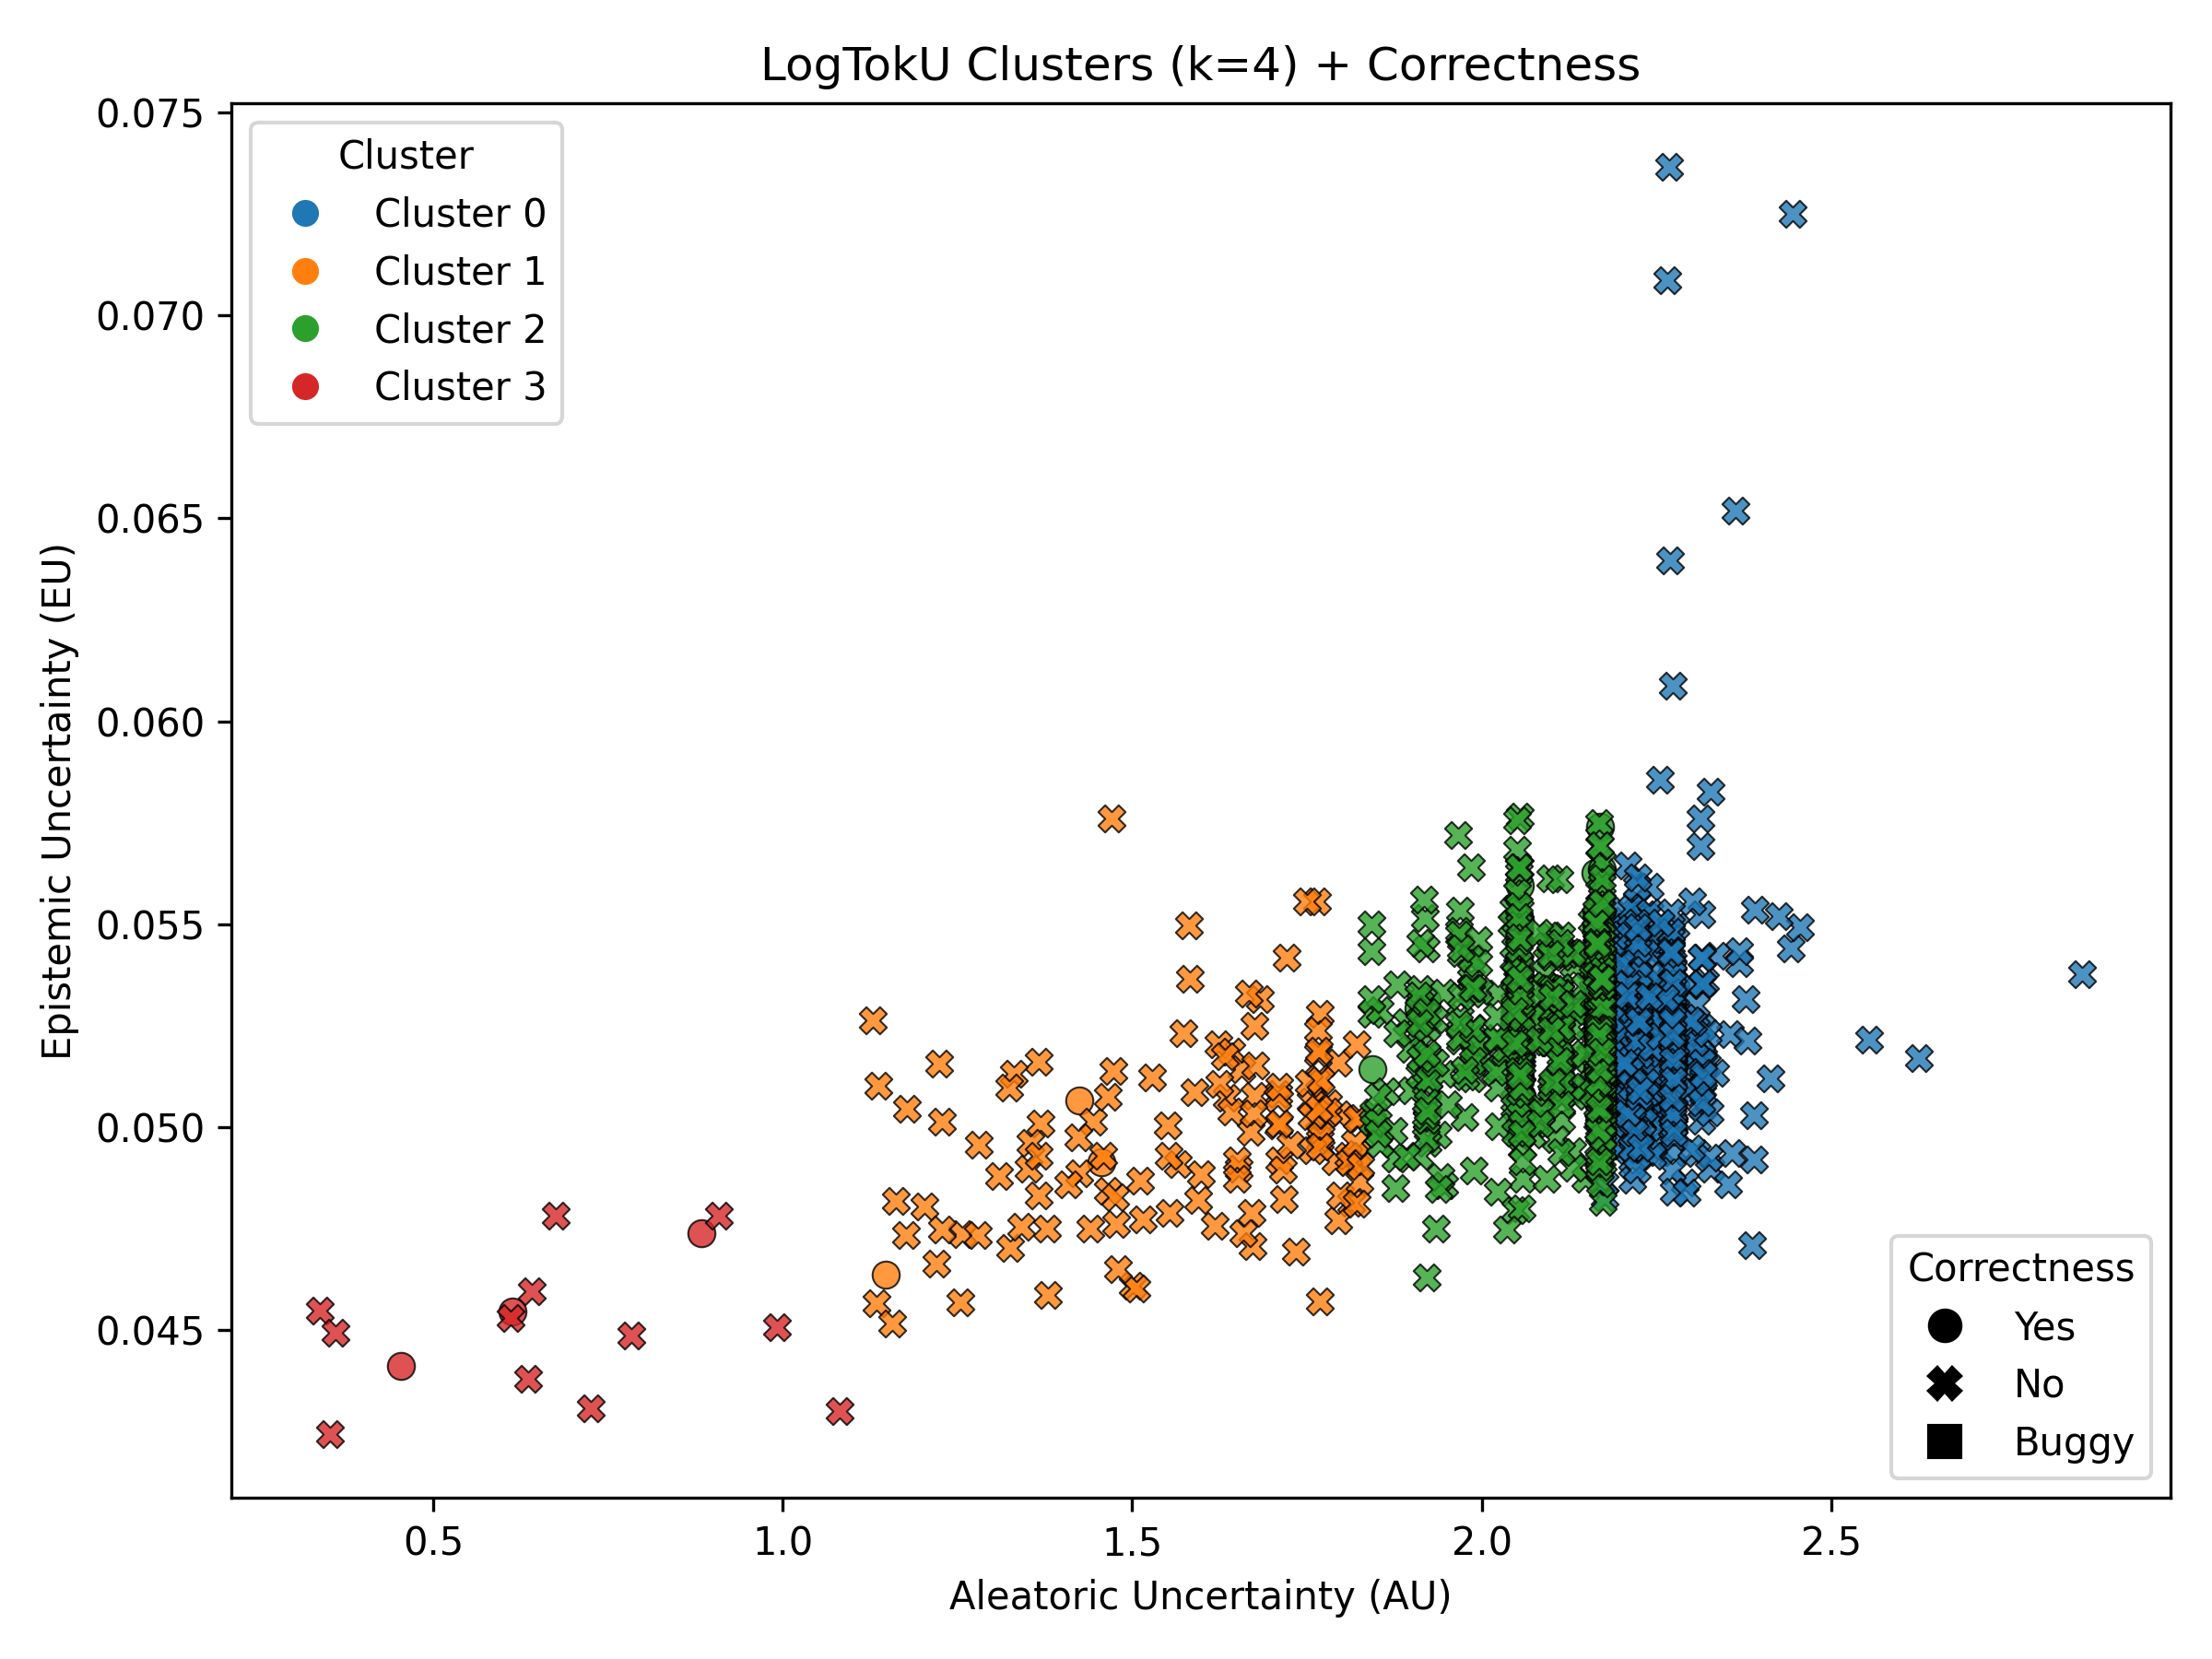 LogTokU Clusters (k=4) + Correctness
0.075
0.070
0.065
0.060
0.055
0.050
0.045
Epistemic Uncertainty (EU)
Cluster
Cluster 0
Cluster 1
Cluster 2
Cluster 3
Correctness
Yes
No
Buggy
0.5 1.0 1.5 2.0 2.5
Aleatoric Uncertainty (AU)